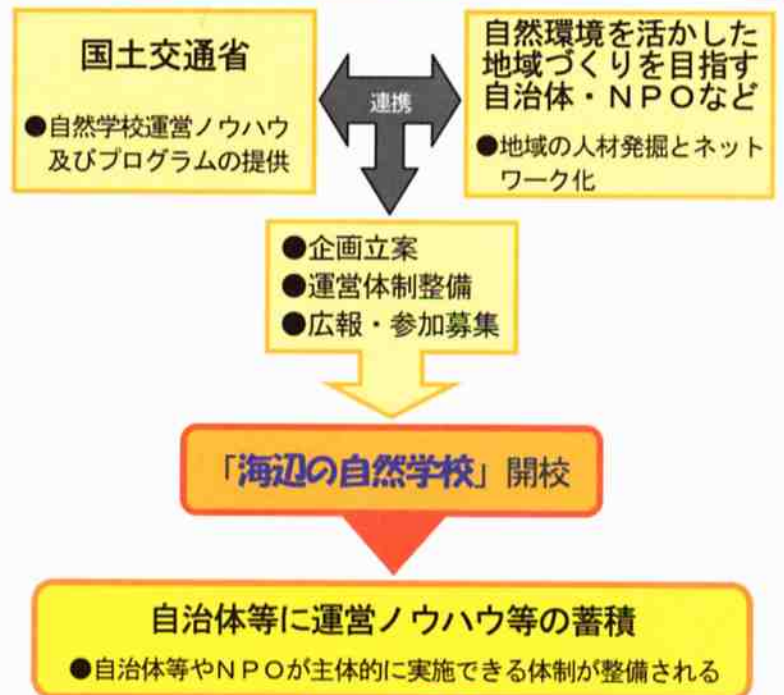 国土交通省
●自然学校運営ノウハウ
及びプログラムの提供
連携
自然環境を活かした
地域づくりを目指す
自治体・NPOなど
●地域の人材発掘とネット
ワーク化
●企画立案
●運営体制整備
●広報・参加募集
「海辺の自然学校」開校
自治体等に運営ノウハウ等の蓄積
●自治体等やNPOが主体的に実施できる体制が整備される